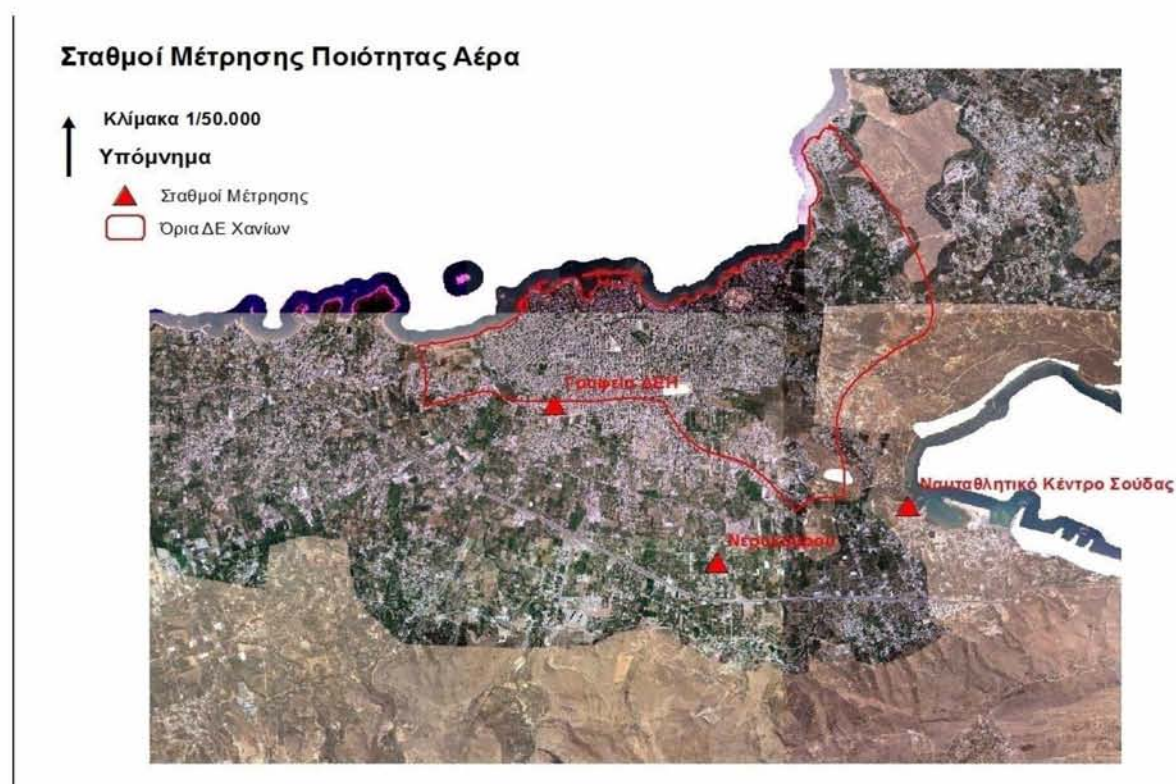 Σταθμοί Μέτρησης Ποιότητας Αέρα
Κλίμακα 1/50.000
Υπόμνημα
Σταθμοί Μέτρησης
Όρια ΔΕ Χανίων
Γραφεία ΔΕΗ
Ναυταθλητικό Κέντρο Σούδας
Νεροκούρου